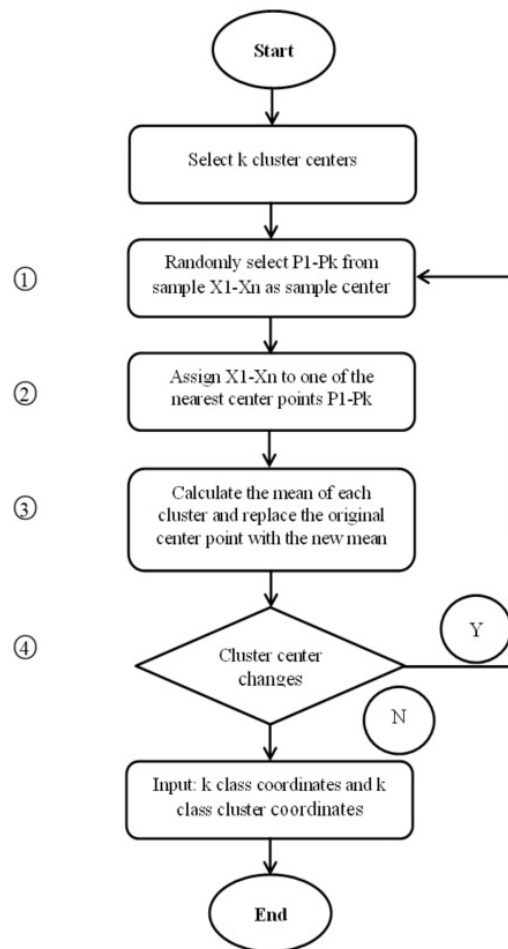 Start
Select k cluster centers
①
Randomly select P1-Pk from
sample X1-Xn as sample center
②
Assign X1-Xn to one of the
nearest center points P1-Pk
③
Calculate the mean of each
cluster and replace the original
center point with the new mean
④
Cluster center
changes
Y
N
Input: k class coordinates and k
class cluster coordinates
End